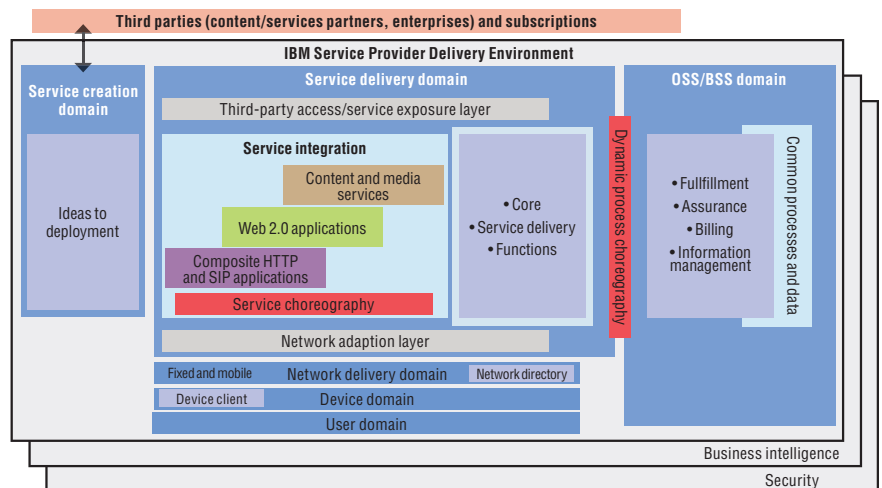 Third parties (content/services partners, enterprises) and subscriptions
IBM Service Provider Delivery Environment
Service creation
domain
Ideas to
deployment
Service delivery domain
Third-party access/service exposure layer
Service integration
Content and media
services
Web 2.0 applications
Composite HTTP
and SIP applications
Service choreography
• Core
• Service delivery
• Functions
Network adaption layer
Dynamic process choreography
OSS/BSS domain
• Fullfillment
• Assurance
• Billing
• Information
management
Common processes and data
Fixed and mobile
Network delivery domain
Network directory
Device client
Device domain
User domain
Business intelligence
Security